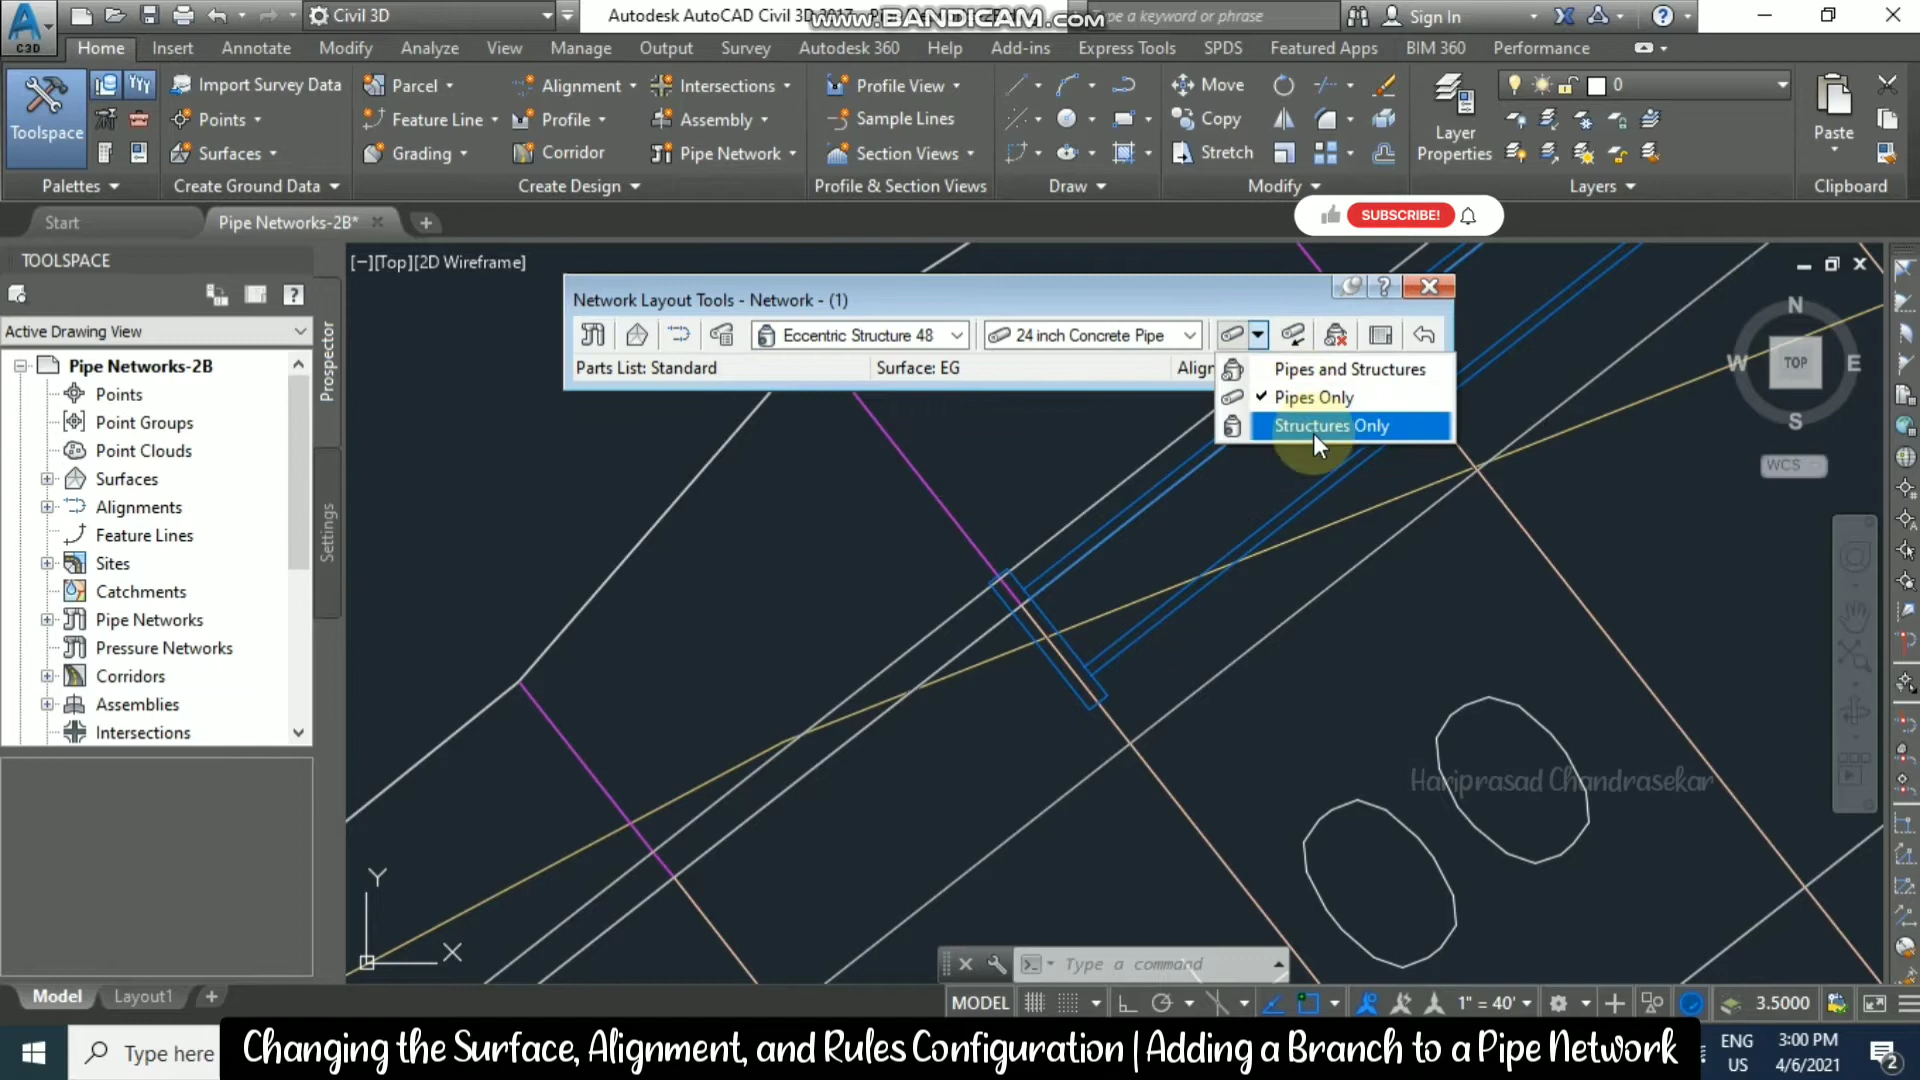 Civil 3D
Autodesk AutoCAD Civil 3D 2017
www.BANDICAM.com
Type a keyword or phrase
Sign In
C3D
Home
Insert
Annotate
Modify
Analyze
View
Manage
Output
Survey
Autodesk 360
Help
Add-ins
Express Tools
SPDS
Featured Apps
BIM 360
Performance
Toolspace
Import Survey Data
Points
Surfaces
Parcel
Feature Line
Grading
Alignment
Profile
Corridor
Intersections
Assembly
Pipe Network
Profile View
Sample Lines
Section Views
Move
Copy
Stretch
Layer
Properties
0
Paste
Palettes
Create Ground Data
Create Design
Profile & Section Views
Draw
Modify
Layers
Clipboard
Start
Pipe Networks-2B*
SUBSCRIBE!
TOOLSPACE
Active Drawing View
Pipe Networks-2B
Points
Point Groups
Point Clouds
Surfaces
Alignments
Feature Lines
Sites
Catchments
Pipe Networks
Pressure Networks
Corridors
Assemblies
Intersections
Prospector
Settings
[–][Top][2D Wireframe]
Network Layout Tools - Network - (1)
Eccentric Structure 48
24 inch Concrete Pipe
Parts List: Standard
Surface: EG
Pipes and Structures
Pipes Only
Structures Only
N
W
TOP
E
S
WCS
Hariprasad Chandrasekar
Y
X
Type a command
Model
Layout1
MODEL
1" = 40'
3.5000
Type here
Changing the Surface, Alignment, and Rules Configuration | Adding a Branch to a Pipe Network
ENG
US
3:00 PM
4/6/2021
2